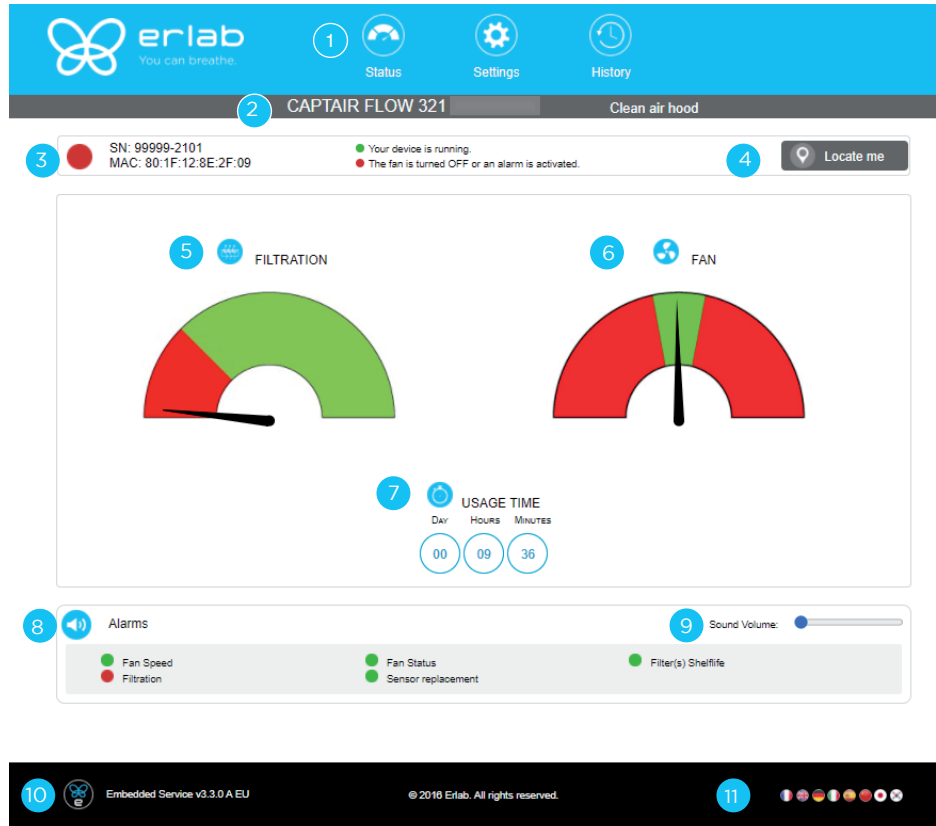 erlab
You can breathe.
1
Status
Settings
History
2
CAPTAIR FLOW 321
Clean air hood
3
SN: 99999-2101
MAC: 80:1F:12:8E:2F:09
Your device is running.
The fan is turned OFF or an alarm is activated.
4
Locate me
5
FILTRATION
6
FAN
7
USAGE TIME
DAY HOURS MINUTES
00 09 36
8
Alarms
9
Sound Volume:
Fan Speed
Fan Status
Filter(s) Shelflife
Filtration
Sensor replacement
10
e
Embedded Service v3.3.0 A EU
© 2016 Erlab. All rights reserved.
11